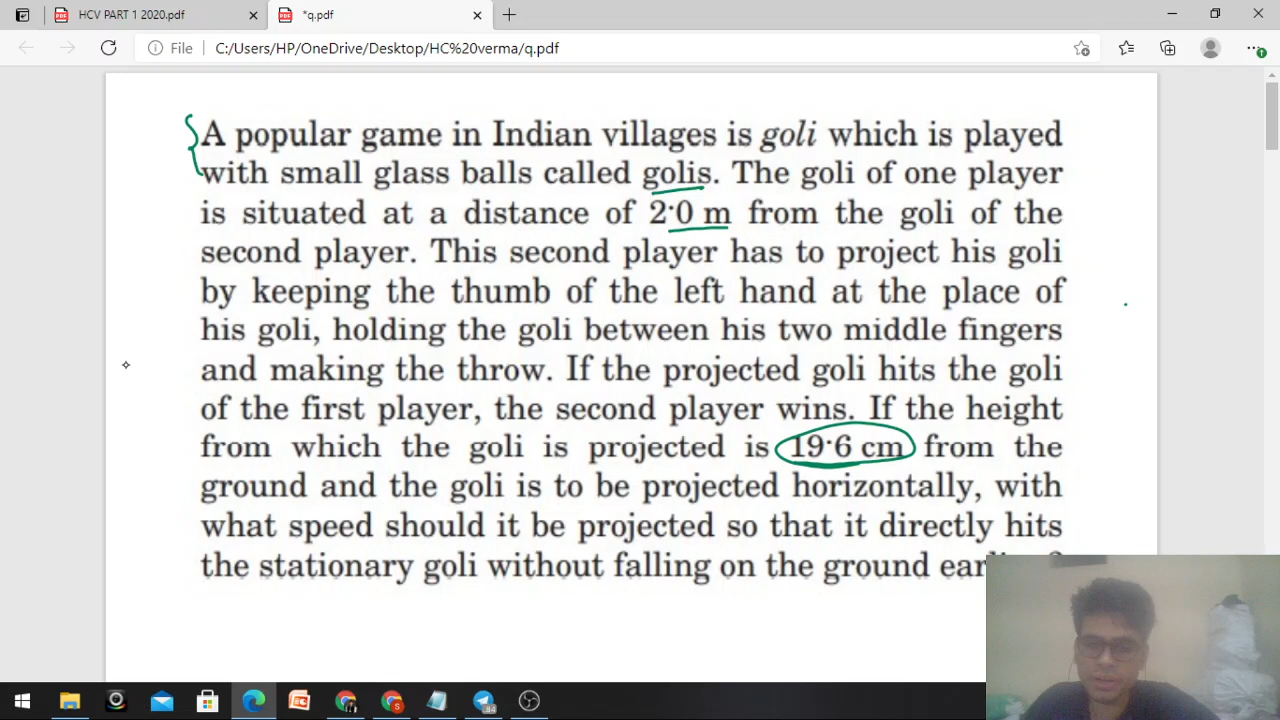 HCV PART 1 2020.pdf
*q.pdf
File
C:/Users/HP/OneDrive/Desktop/HC%20verma/q.pdf
A popular game in Indian villages is goli which is played
with small glass balls called golis. The goli of one player
is situated at a distance of 2·0 m from the goli of the
second player. This second player has to project his goli
by keeping the thumb of the left hand at the place of
his goli, holding the goli between his two middle fingers
and making the throw. If the projected goli hits the goli
of the first player, the second player wins. If the height
from which the goli is projected is 19·6 cm from the
ground and the goli is to be projected horizontally, with
what speed should it be projected so that it directly hits
the stationary goli without falling on the ground
84